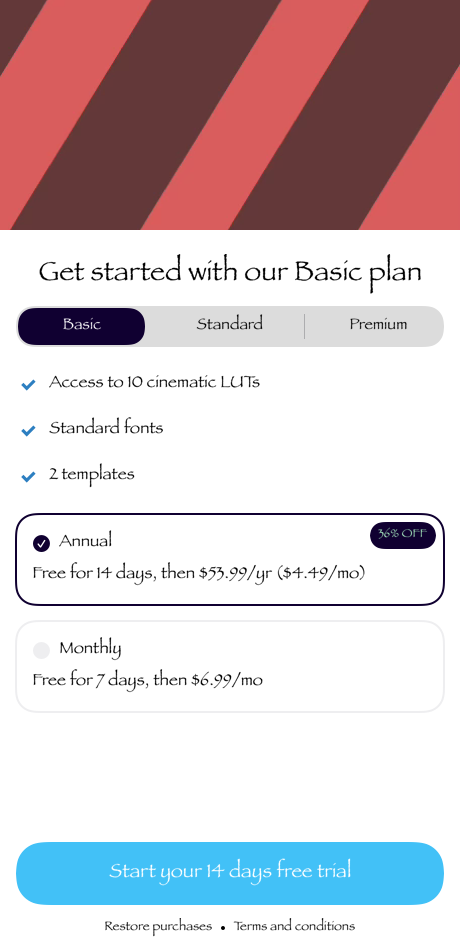 Get started with our Basic plan
Basic Standard Premium
Access to 10 cinematic LUTs
Standard fonts
2 templates
Annual 36% OFF
Free for 14 days, then $53.99/yr ($4.49/mo)
Monthly
Free for 7 days, then $6.99/mo
Start your 14 days free trial
Restore purchases • Terms and conditions